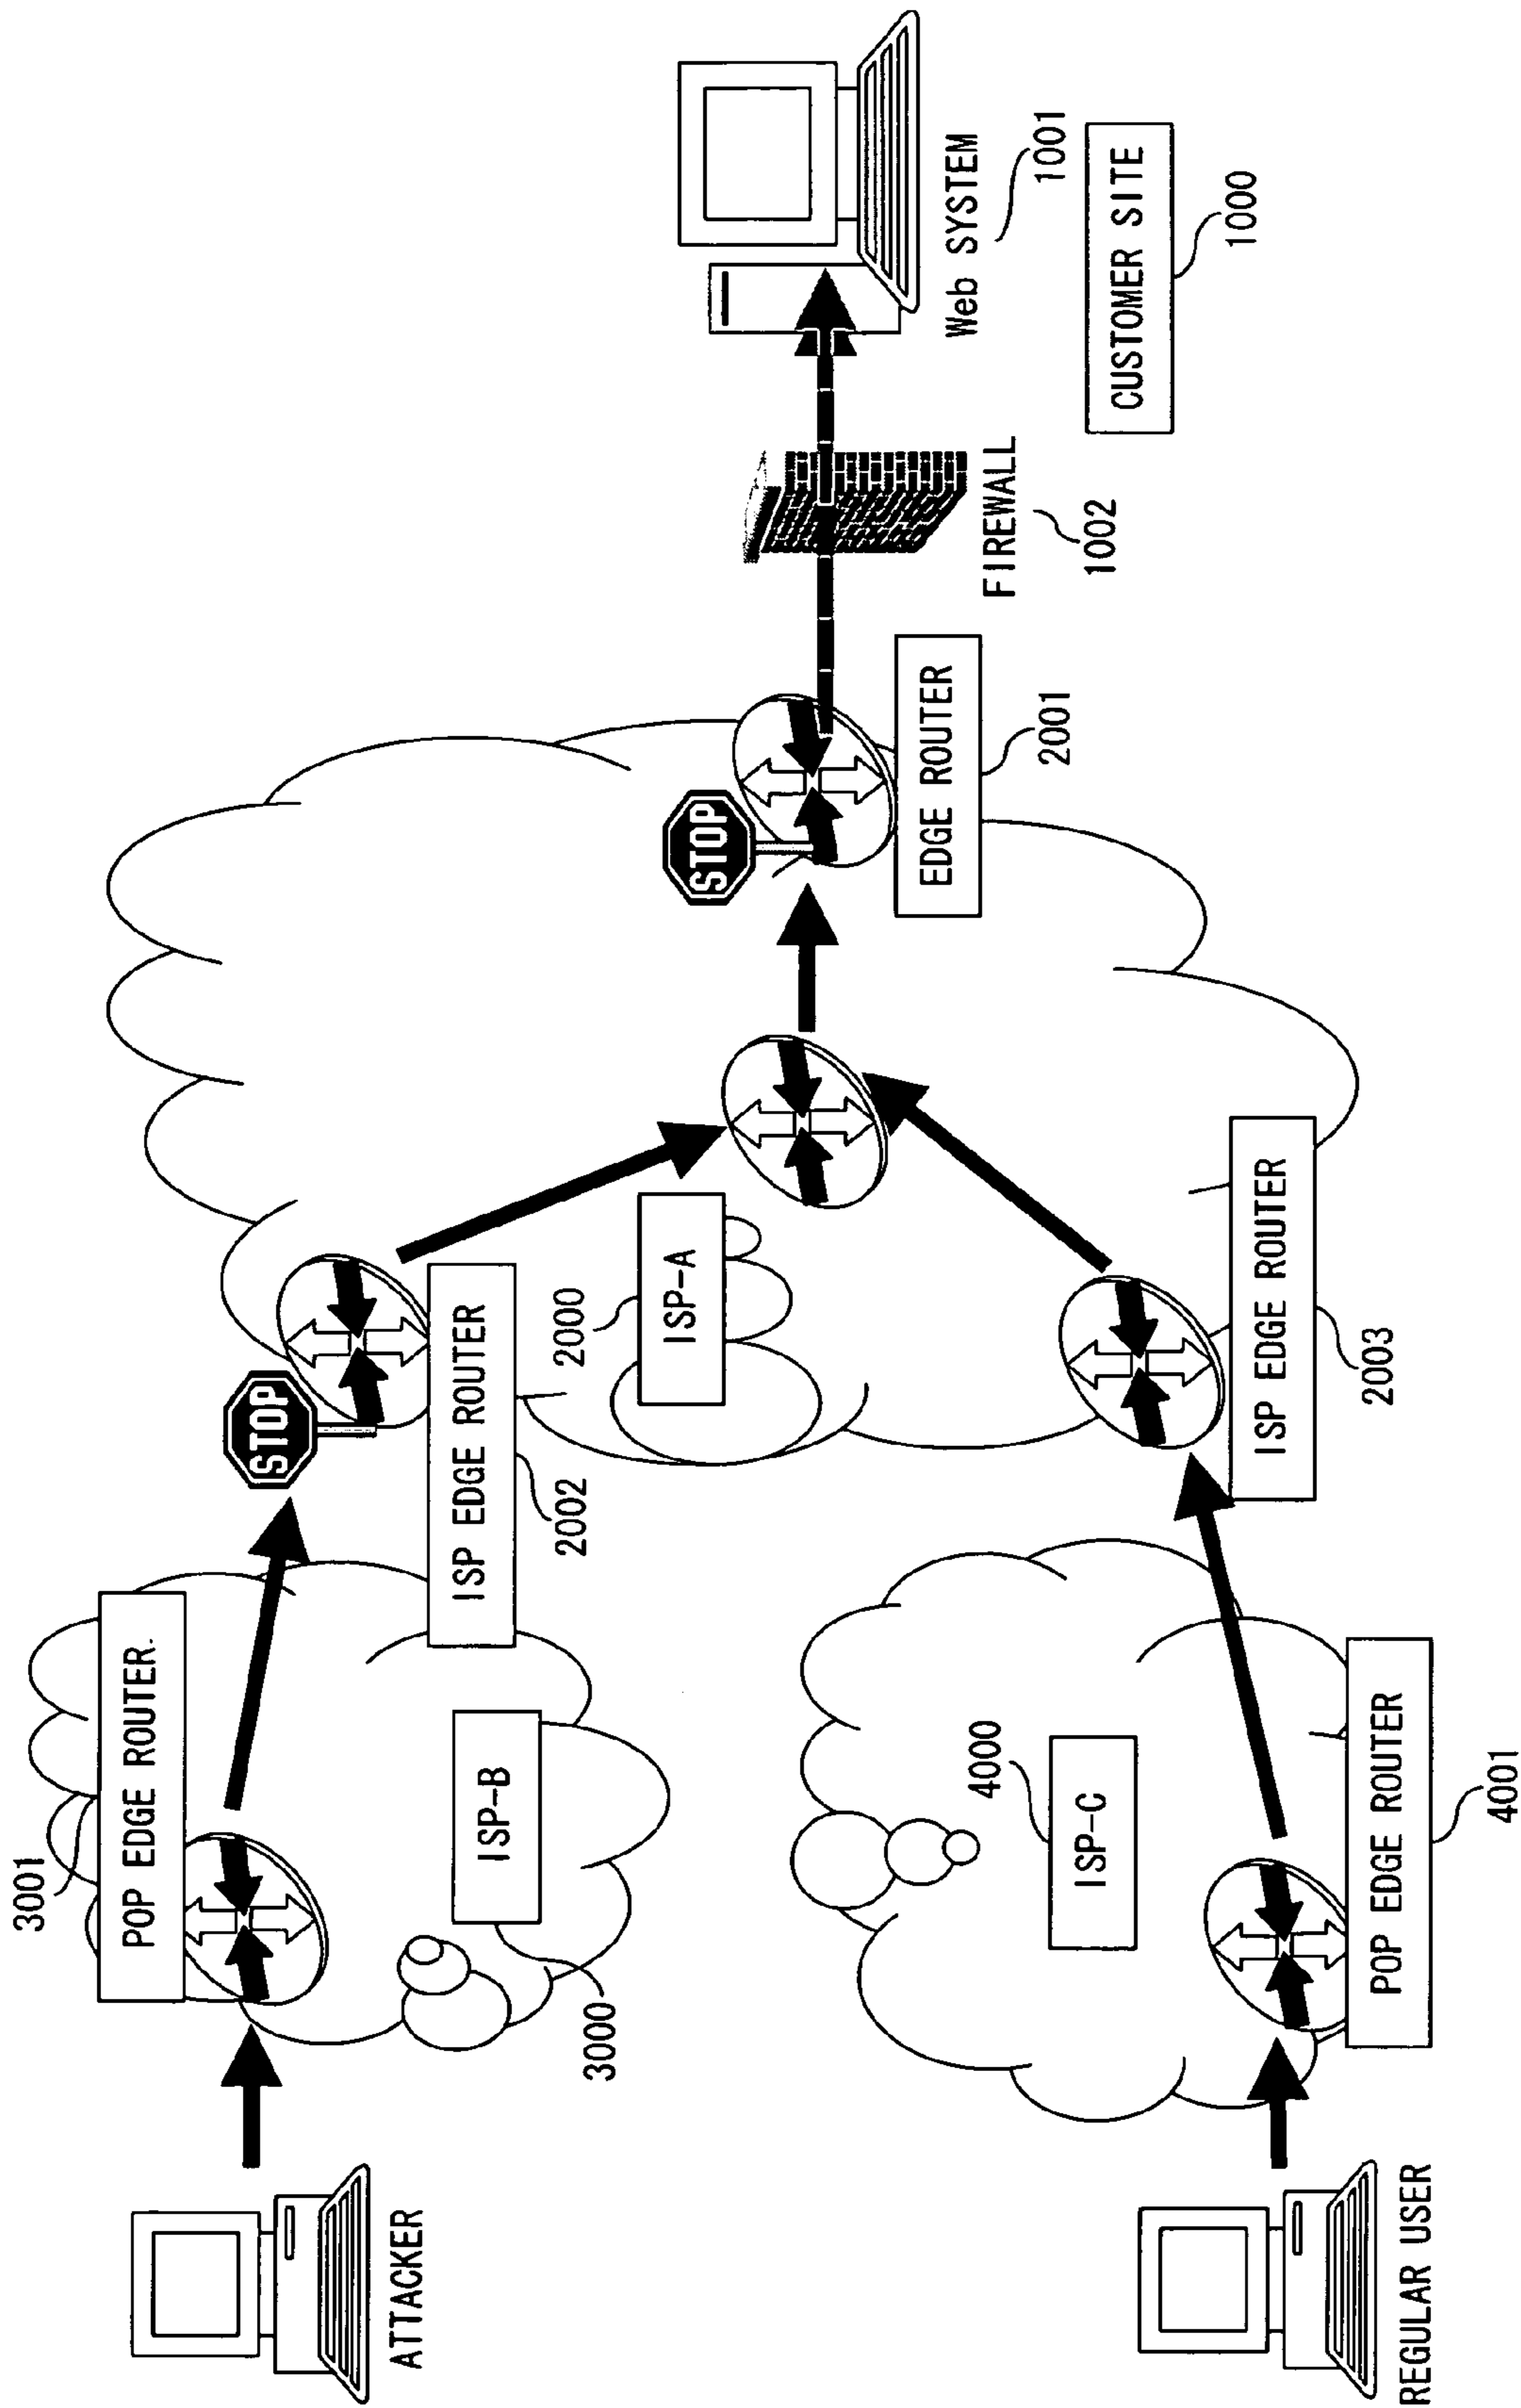 3001
POP EDGE ROUTER.
STOP
ISP EDGE ROUTER
2002
ISP-B
3000
ATTACKER
2000
ISP-A
STOP
EDGE ROUTER
2001
FIREWALL
1002
Web SYSTEM
1001
CUSTOMER SITE
1000
4000
ISP-C
ISP EDGE ROUTER
2003
POP EDGE ROUTER
4001
REGULAR USER